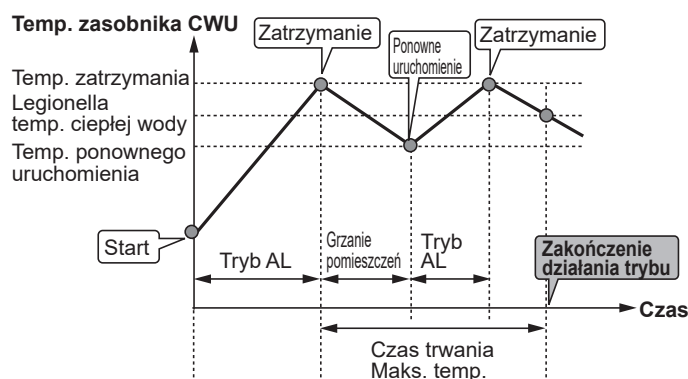 Temp. zasobnika CWU
Zatrzymanie
Ponowne
uruchomienie
Zatrzymanie
Temp. zatrzymania
Legionella
temp. ciepłej wody
Temp. ponownego
uruchomienia
Start
Tryb AL
Grzanie
pomieszczeń
Tryb
AL
Zakończenie
działania trybu
Czas
Czas trwania
Maks. temp.